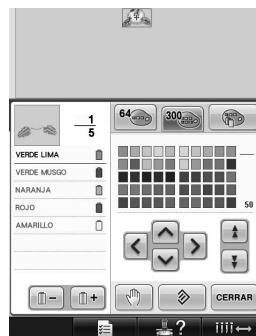 1
5
64
300
VERDE LIMA
VERDE MUSGO
NARANJA
ROJO
AMARILLO
50
CERRAR
?